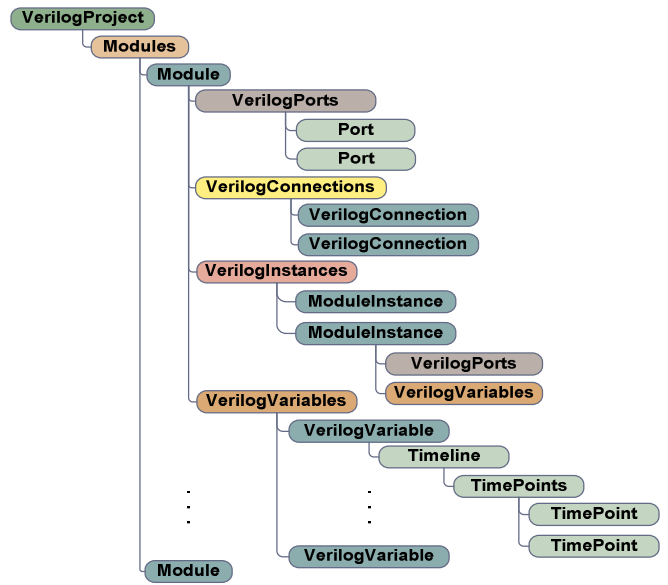 VerilogProject
Modules
Module
VerilogPorts
Port
Port
VerilogConnections
VerilogConnection
VerilogConnection
VerilogInstances
ModuleInstance
ModuleInstance
VerilogPorts
VerilogVariables
VerilogVariables
VerilogVariable
Timeline
TimePoints
TimePoint
TimePoint
VerilogVariable
Module